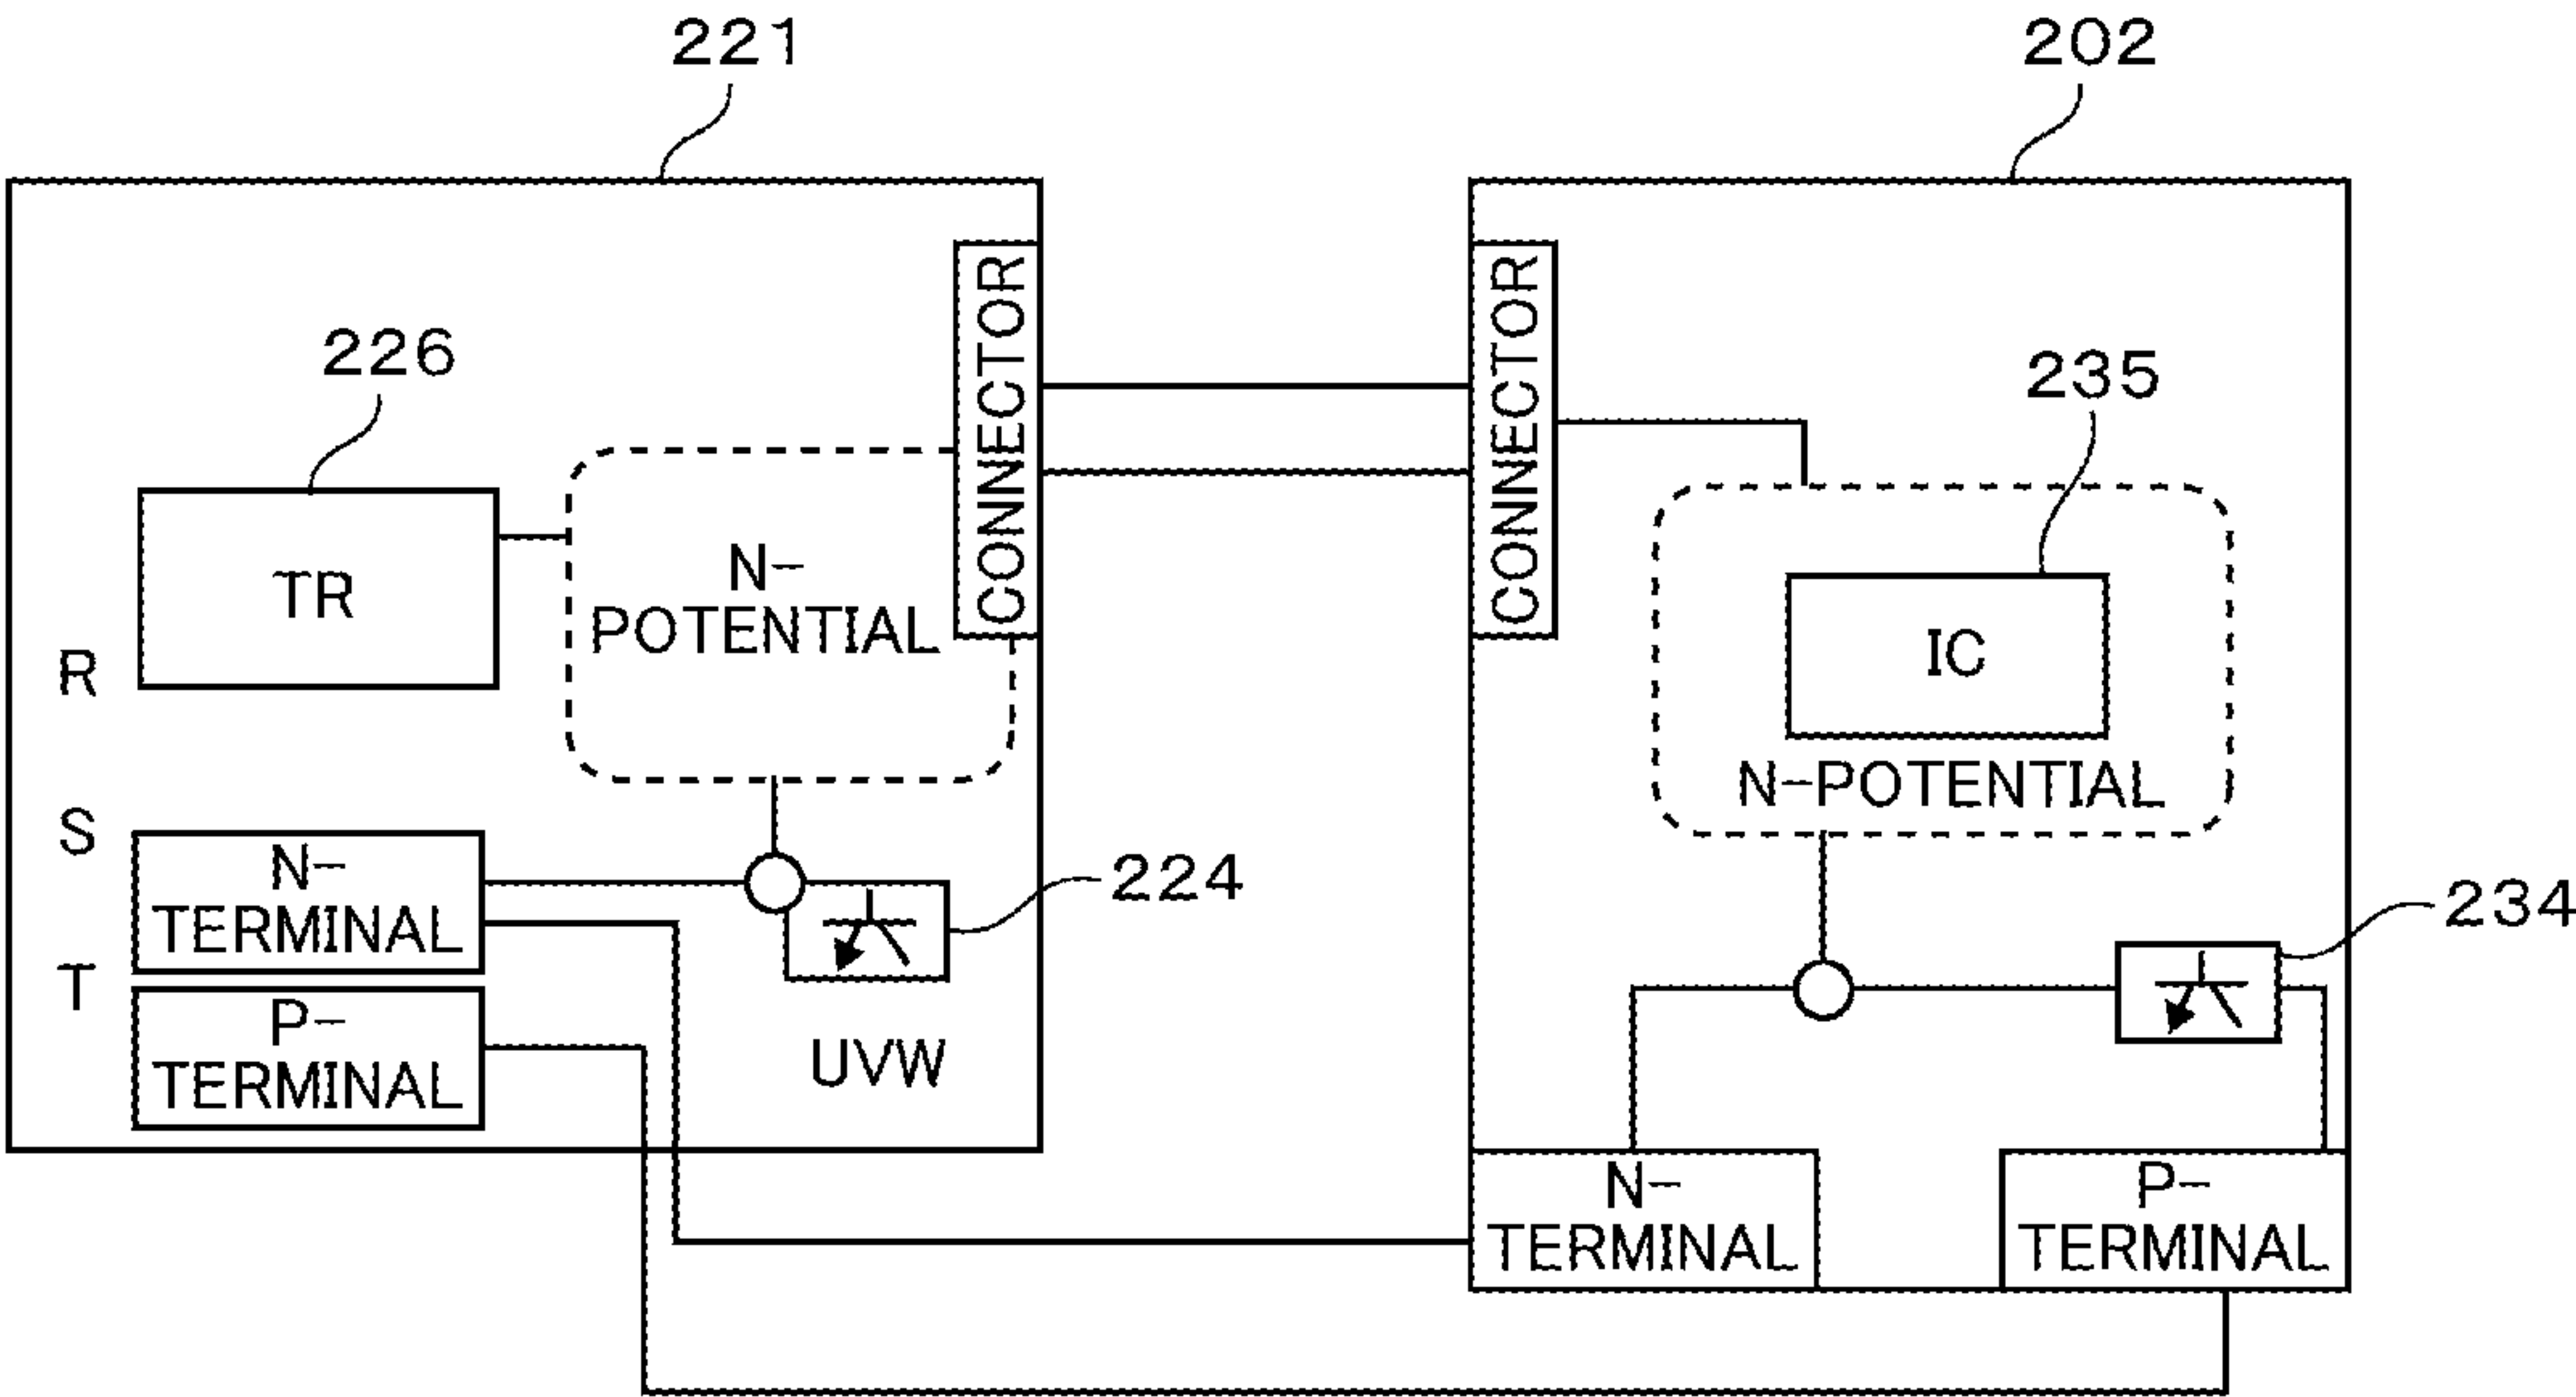 221
202
CONNECTOR
CONNECTOR
226
235
TR
N-
POTENTIAL
IC
R
N-POTENTIAL
S
N-
TERMINAL
224
234
T
P-
TERMINAL
UVW
N-
TERMINAL
P-
TERMINAL